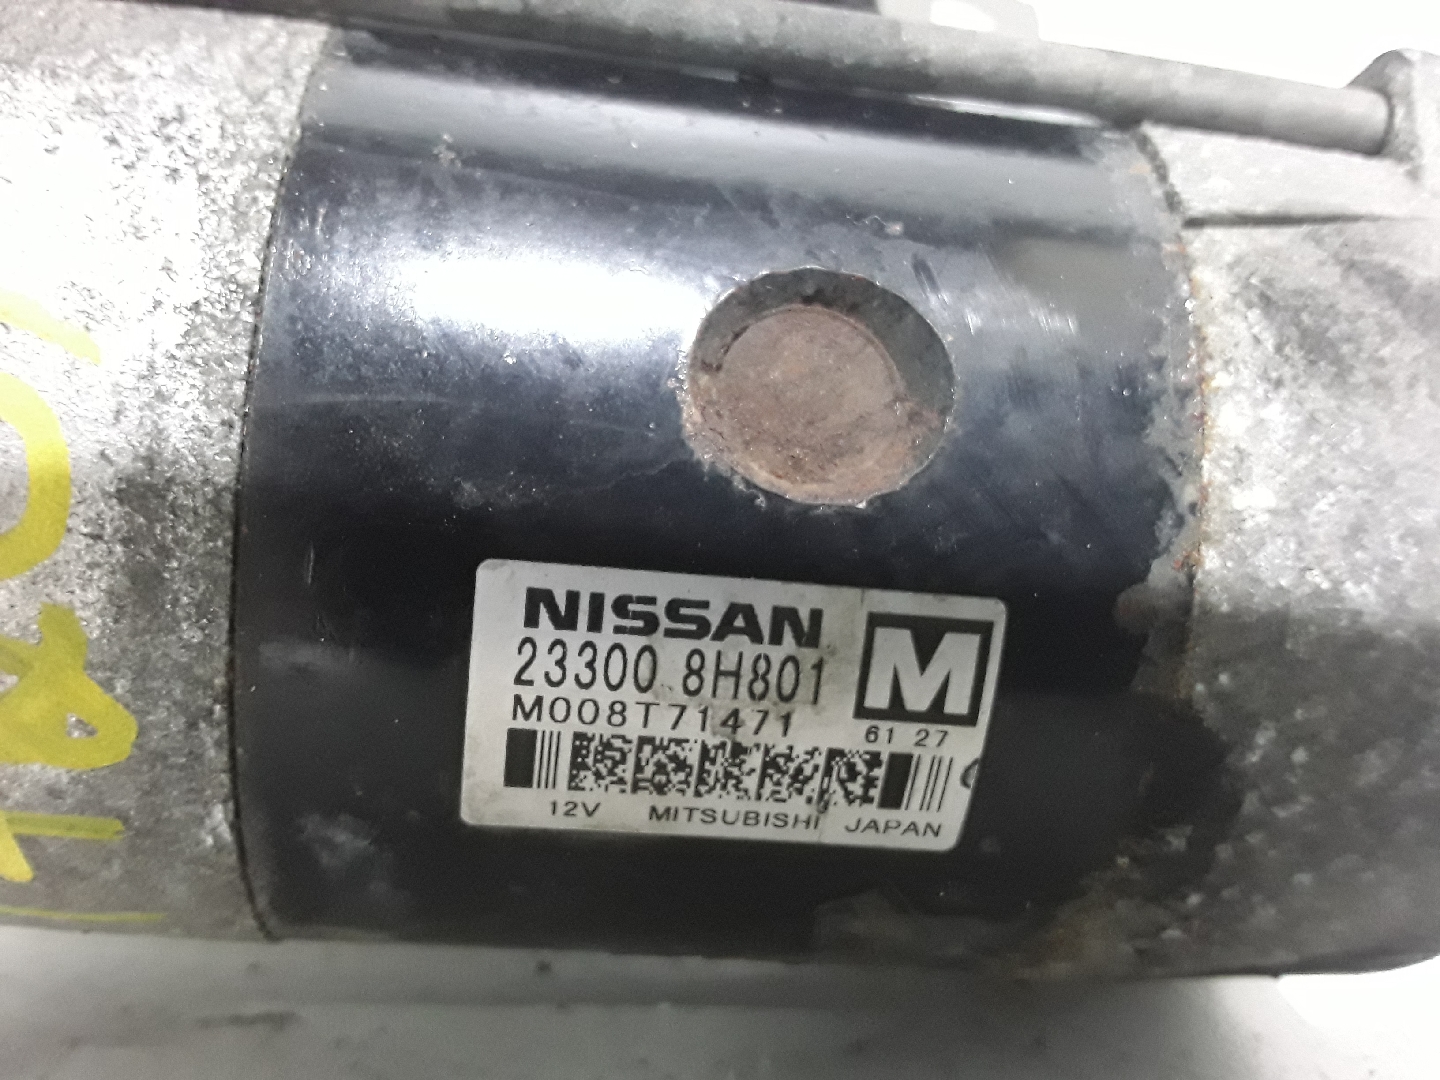 NISSAN
23300 8H801
M
M008T71471
61 27
12V MITSUBISHI JAPAN